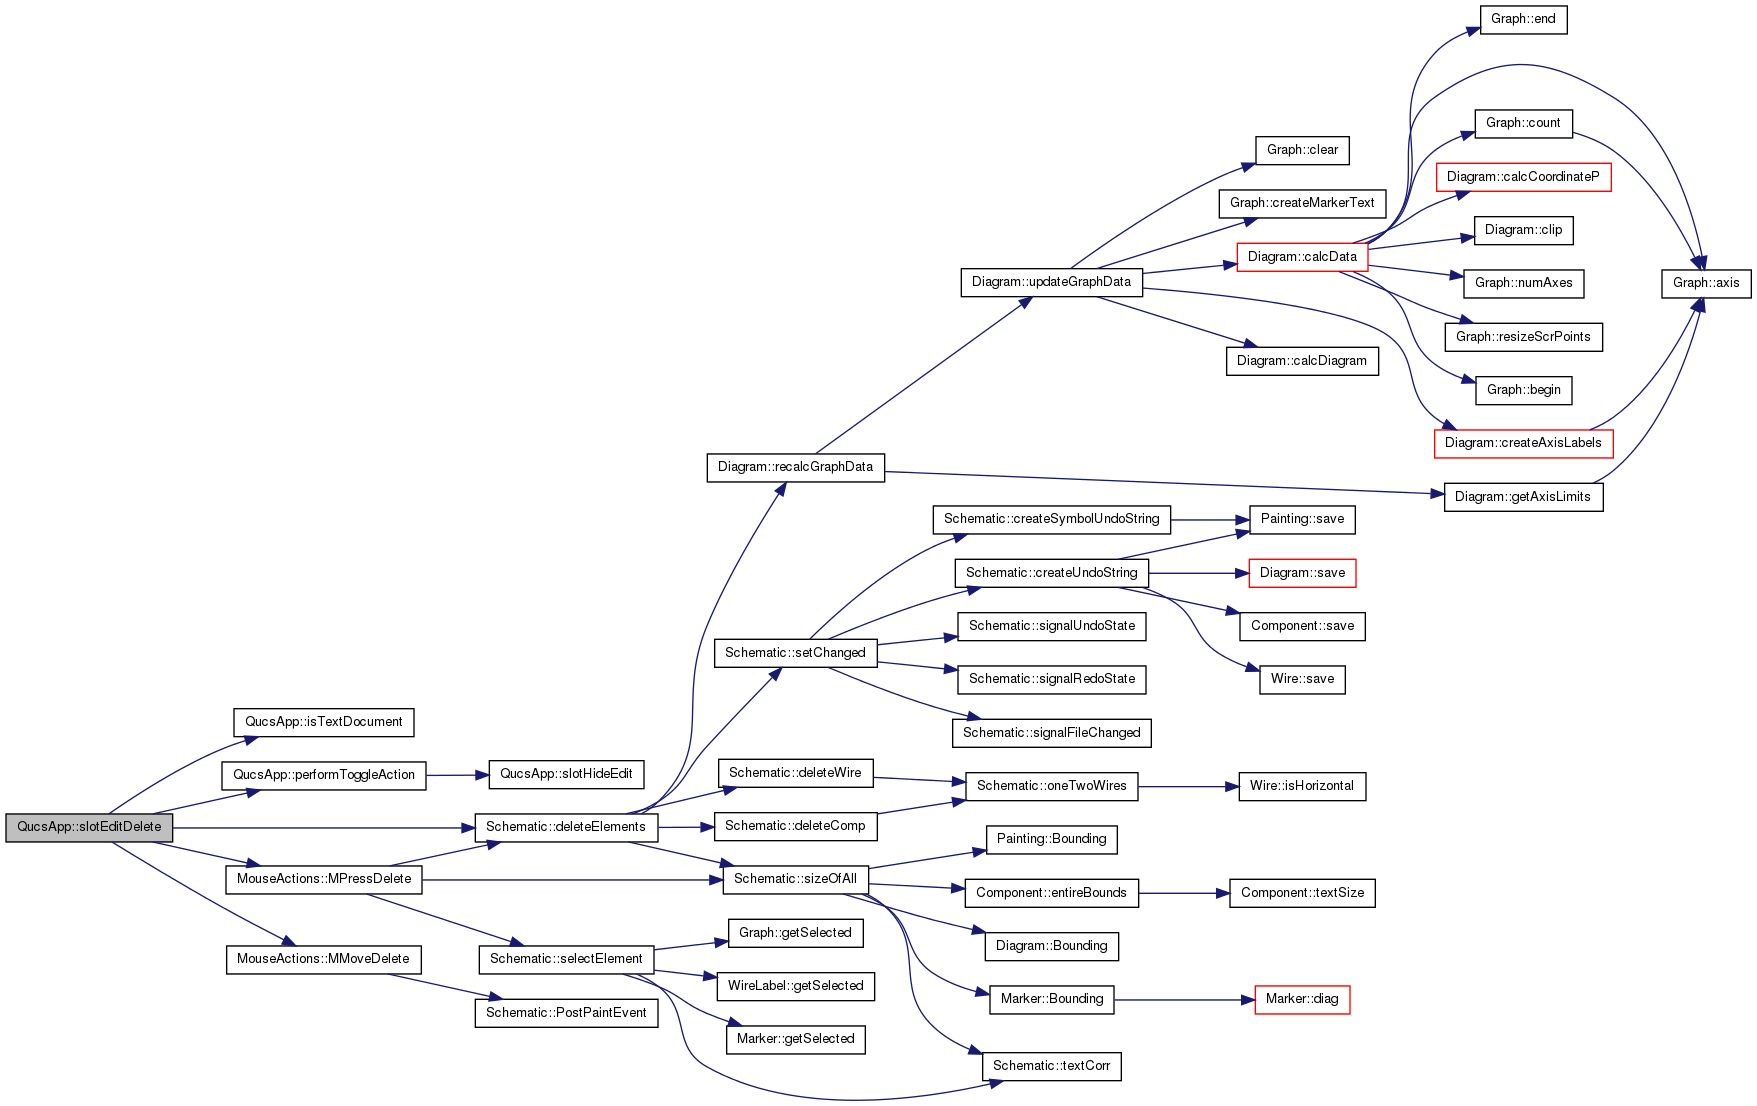 QucsApp::slotEditDelete
QucsApp::isTextDocument
QucsApp::performToggleAction
QucsApp::slotHideEdit
Schematic::deleteElements
MouseActions::MPressDelete
MouseActions::MMoveDelete
Schematic::selectElement
Schematic::PostPaintEvent
Diagram::recalcGraphData
Schematic::setChanged
Schematic::deleteWire
Schematic::deleteComp
Schematic::sizeOfAll
Graph::getSelected
WireLabel::getSelected
Marker::getSelected
Diagram::updateGraphData
Schematic::createSymbolUndoString
Schematic::createUndoString
Schematic::signalUndoState
Schematic::signalRedoState
Schematic::signalFileChanged
Schematic::oneTwoWires
Painting::Bounding
Component::entireBounds
Diagram::Bounding
Marker::Bounding
Schematic::textCorr
Graph::clear
Graph::createMarkerText
Diagram::calcData
Diagram::calcDiagram
Painting::save
Diagram::save
Component::save
Wire::save
Wire::isHorizontal
Component::textSize
Marker::diag
Graph::end
Graph::count
Diagram::calcCoordinateP
Diagram::clip
Graph::numAxes
Graph::resizeScrPoints
Graph::begin
Diagram::createAxisLabels
Diagram::getAxisLimits
Graph::axis